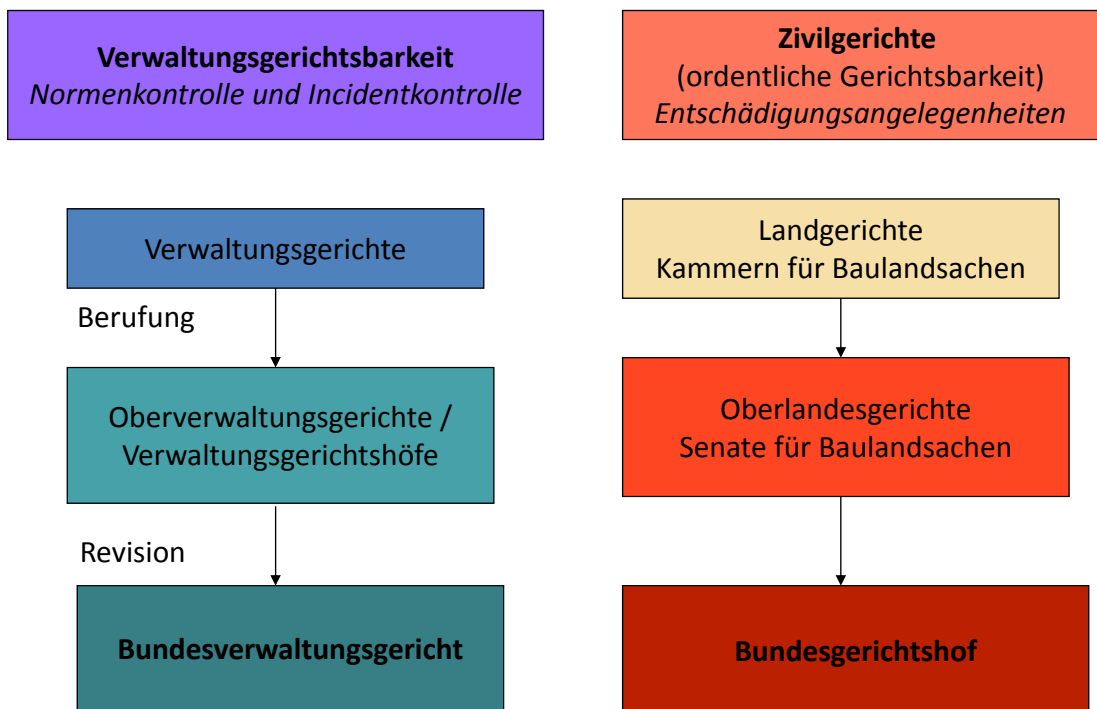 Verwaltungsgerichtsbarkeit
Normenkontrolle und Incidentkontrolle
Zivilgerichte
(ordentliche Gerichtsbarkeit)
Entschädigungsangelegenheiten
Verwaltungsgerichte
Landgerichte
Kammern für Baulandsachen
Berufung
Oberverwaltungsgerichte /
Verwaltungsgerichtshöfe
Oberlandesgerichte
Senate für Baulandsachen
Revision
Bundesverwaltungsgericht
Bundesgerichtshof